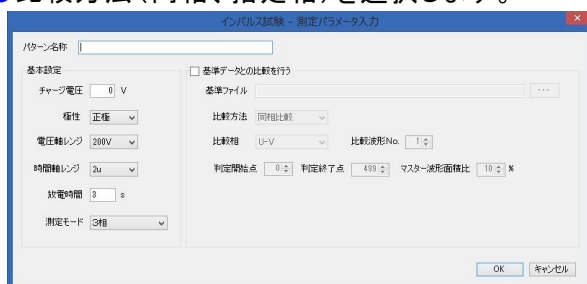 比較方法(同相、指定相)を選択します。
インパルス試験 - 測定パラメータ入力
パターン名称
基本設定
チャージ電圧 0 V
極性 正極
電圧軸レンジ 200V
時間軸レンジ 2u
放電時間 3 s
測定モード 3相
基準データとの比較を行う
基準ファイル ...
比較方法 同相比較
比較相 U-V 比較波形No. 1
判定開始点 0 判定終了点 499 マスター波形面積比 10 %
OK キャンセル